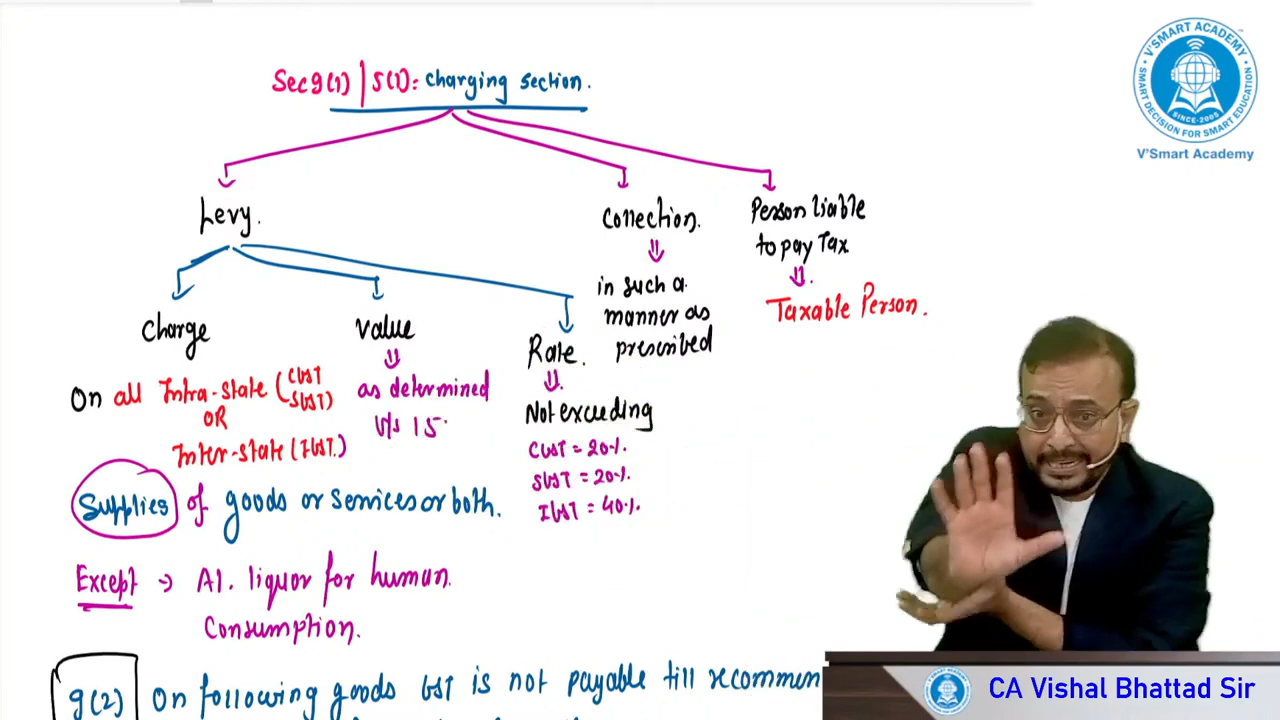 Sec 9(1) | 5(1): charging section.
Levy.
Collection.
Person liable
to pay Tax
in such a
manner as
prescribed
Taxable Person.
Charge
Value
Rate.
On all Intra-State (CGST
SGST)
OR
Inter-state (IGST.)
as determined
U/s 15.
Not exceeding
CGST = 20%.
SGST = 20%.
IGST = 40%.
Supplies of goods or services or both.
Except → Al. liquor for human
Consumption.
9(2) On following goods GST is not payable till recommen
V'SMART ACADEMY
SINCE-2005
SMART DECISION FOR SMART EDUCATION
V'Smart Academy
CA Vishal Bhattad Sir